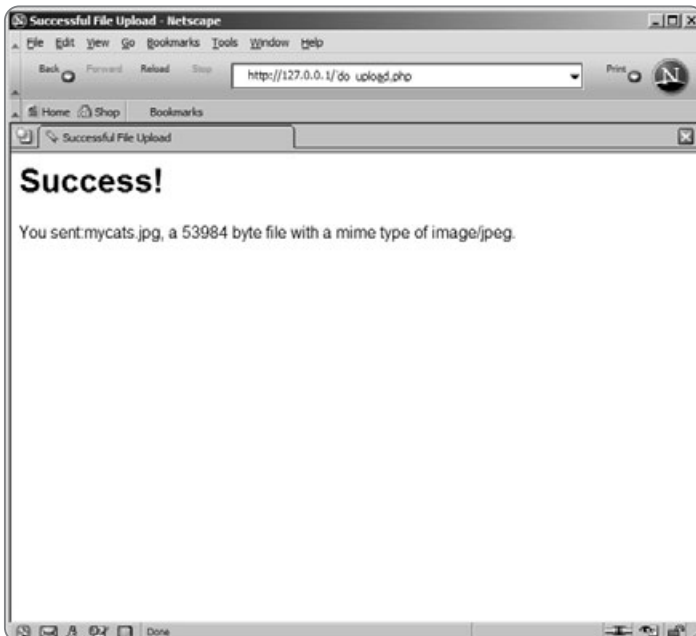 Successful File Upload - Netscape
File Edit View Go Bookmarks Tools Window Help
Back Forward Reload Stop http://127.0.0.1/do_upload.php Print N
Home Shop Bookmarks
Successful File Upload
Success!
You sent:mycats.jpg, a 53984 byte file with a mime type of image/jpeg.
Done